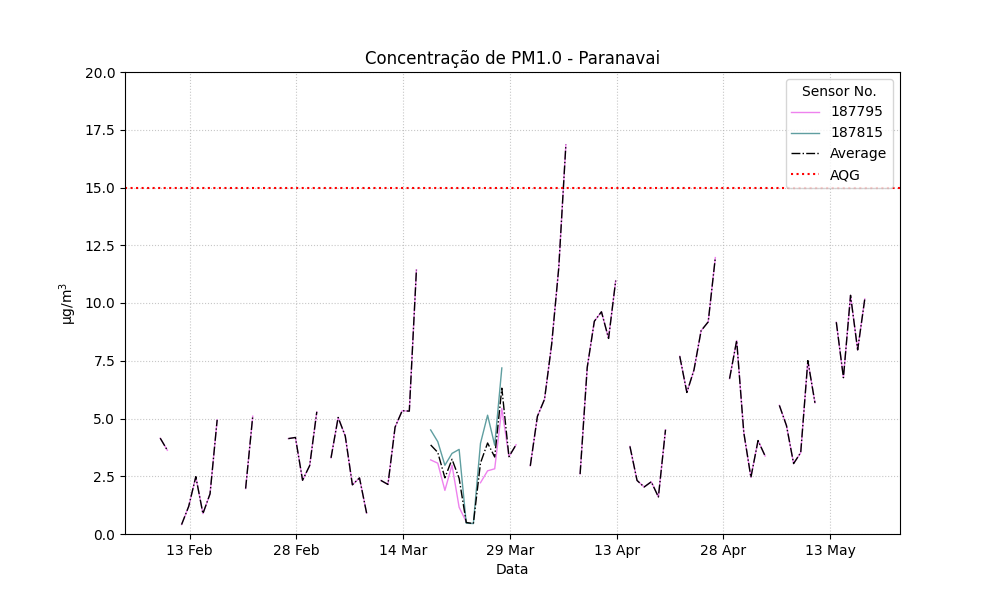 Concentração de PM1.0 - Paranavai
Sensor No.
187795
187815
Average
AQG
20.0
17.5
15.0
12.5
10.0
7.5
5.0
2.5
0.0
µg/m³
13 Feb
28 Feb
14 Mar
29 Mar
13 Apr
28 Apr
13 May
Data